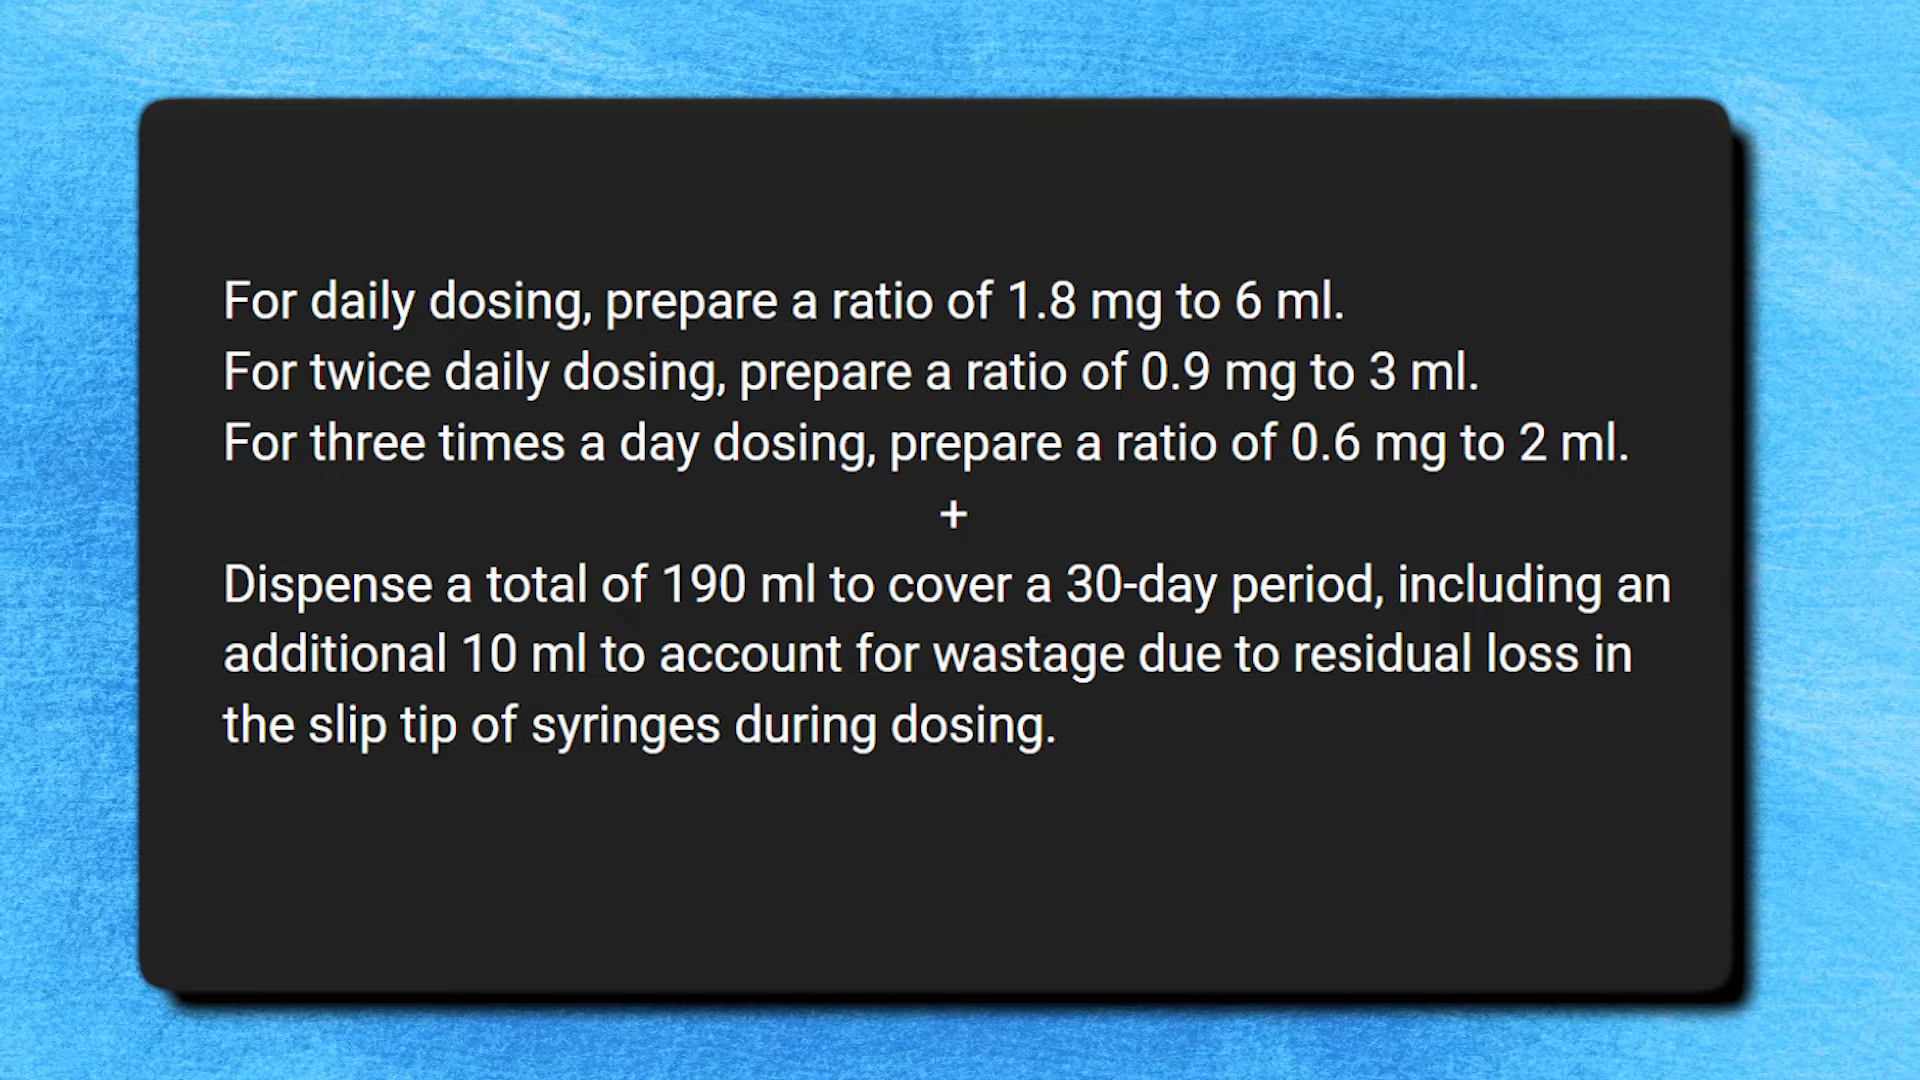 For daily dosing, prepare a ratio of 1.8 mg to 6 ml.
For twice daily dosing, prepare a ratio of 0.9 mg to 3 ml.
For three times a day dosing, prepare a ratio of 0.6 mg to 2 ml.
+
Dispense a total of 190 ml to cover a 30-day period, including an
additional 10 ml to account for wastage due to residual loss in
the slip tip of syringes during dosing.